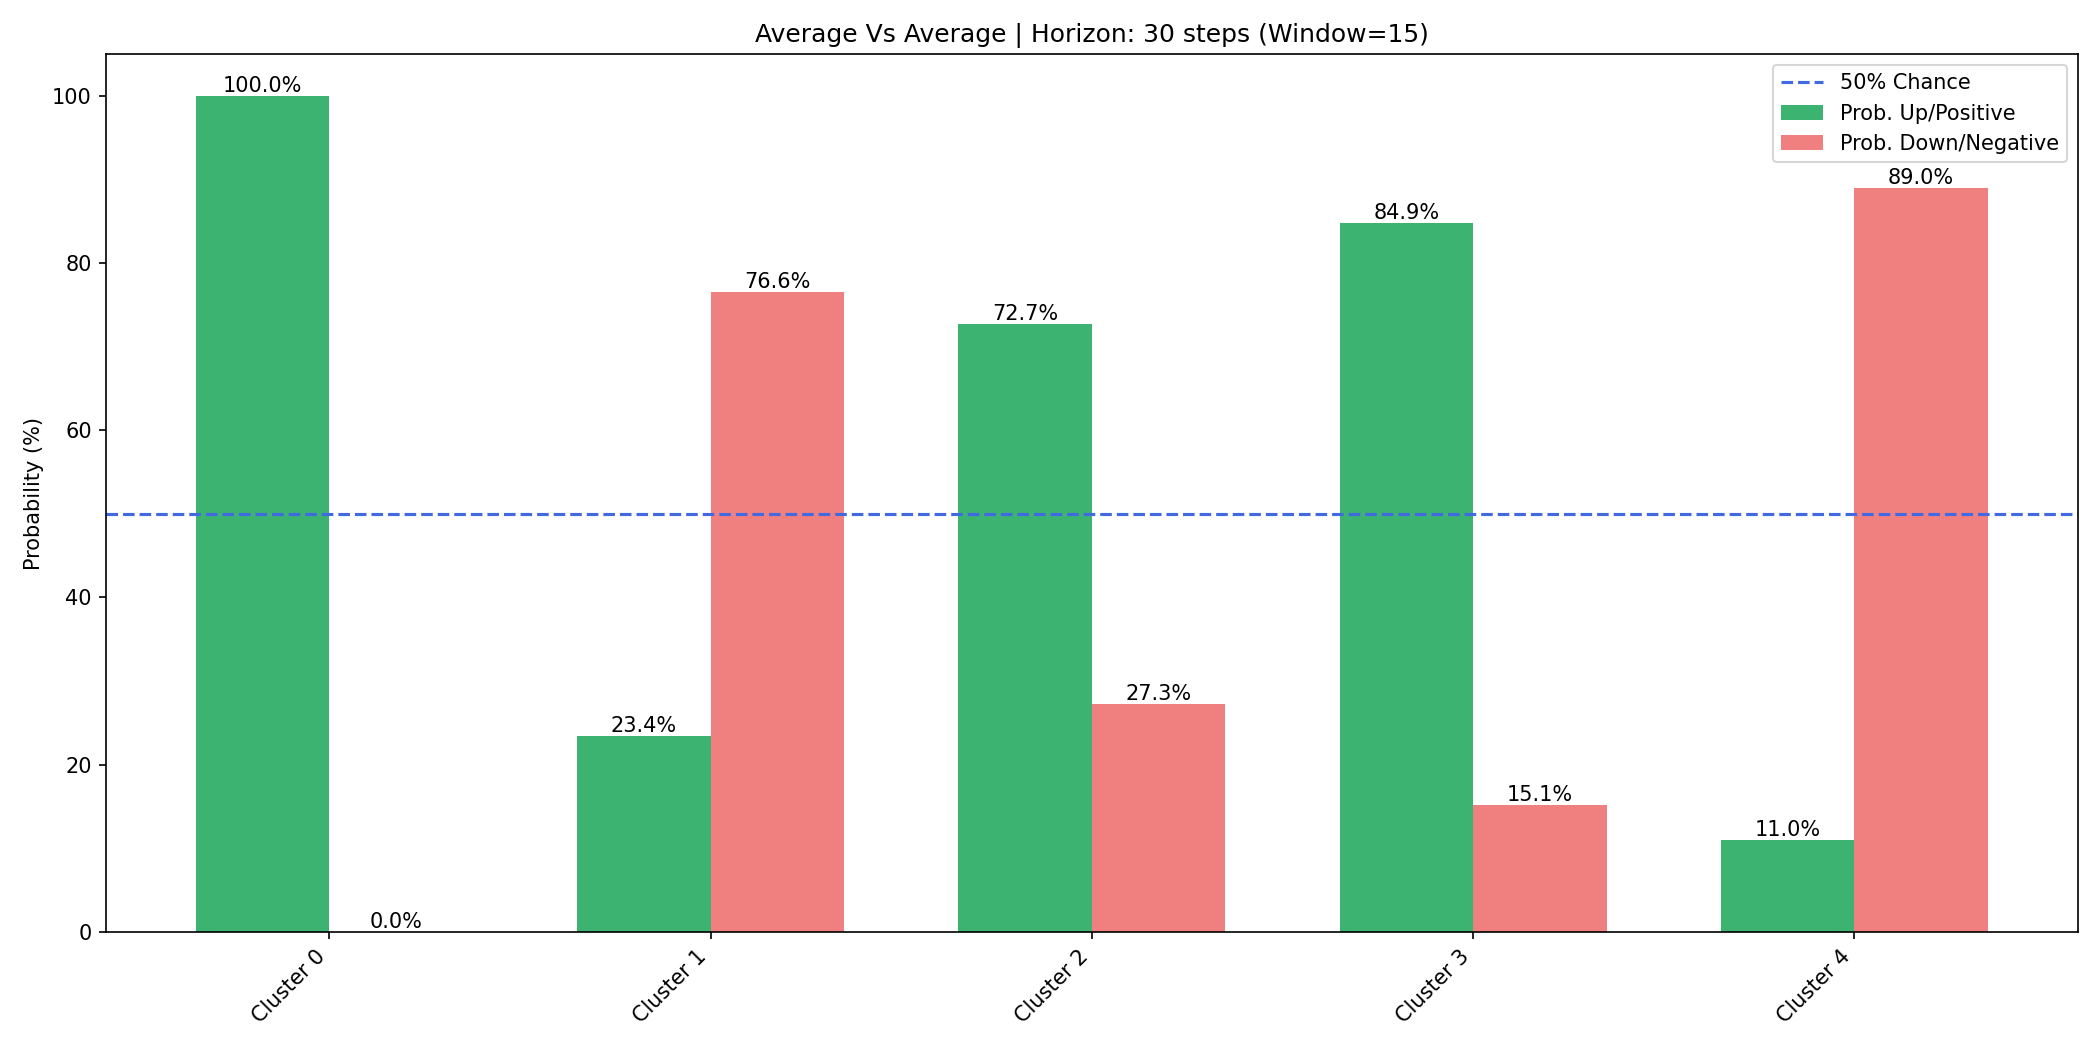 Average Vs Average | Horizon: 30 steps (Window=15)
50% Chance
Prob. Up/Positive
Prob. Down/Negative
Probability (%)
100
80
60
40
20
0
100.0%
0.0%
23.4%
76.6%
72.7%
27.3%
84.9%
15.1%
11.0%
89.0%
Cluster 0
Cluster 1
Cluster 2
Cluster 3
Cluster 4